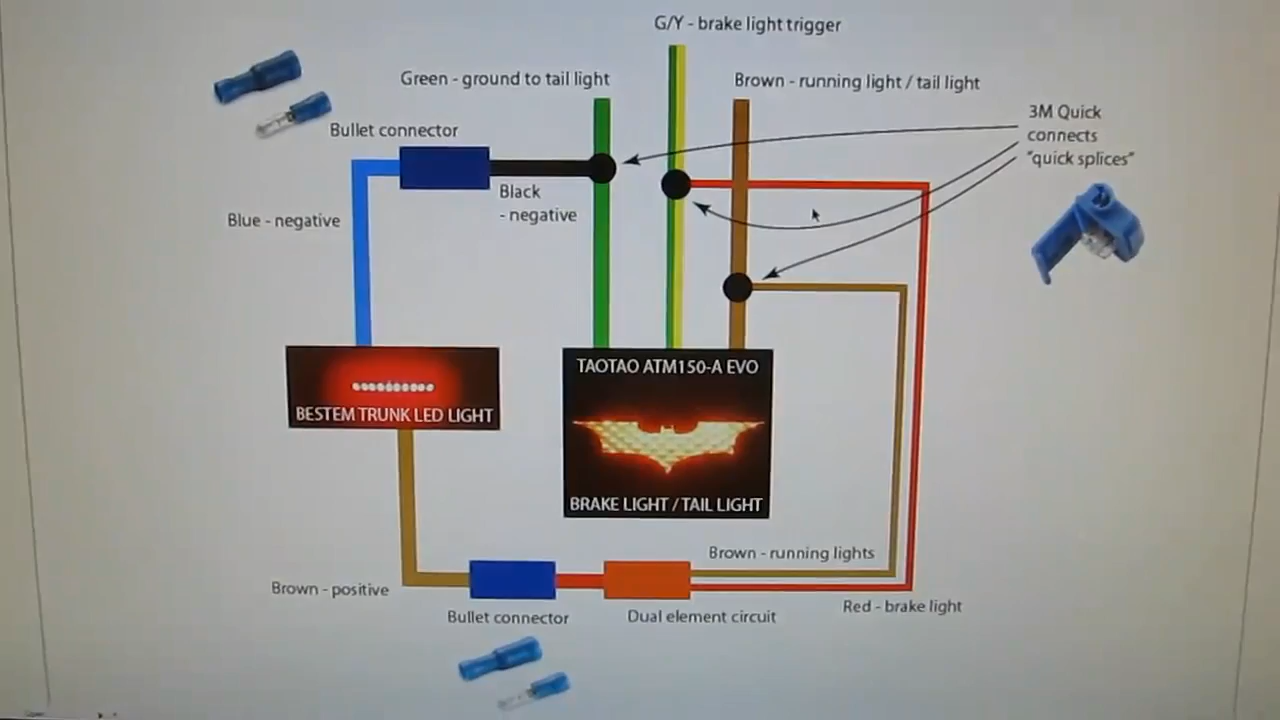 G/Y - brake light trigger
Green - ground to tail light
Brown - running light / tail light
3M Quick
connects
"quick splices"
Bullet connector
Black
- negative
Blue - negative
TAOTAO ATM150-A EVO
BESTEM TRUNK LED LIGHT
BRAKE LIGHT / TAIL LIGHT
Brown - running lights
Brown - positive
Red - brake light
Bullet connector
Dual element circuit